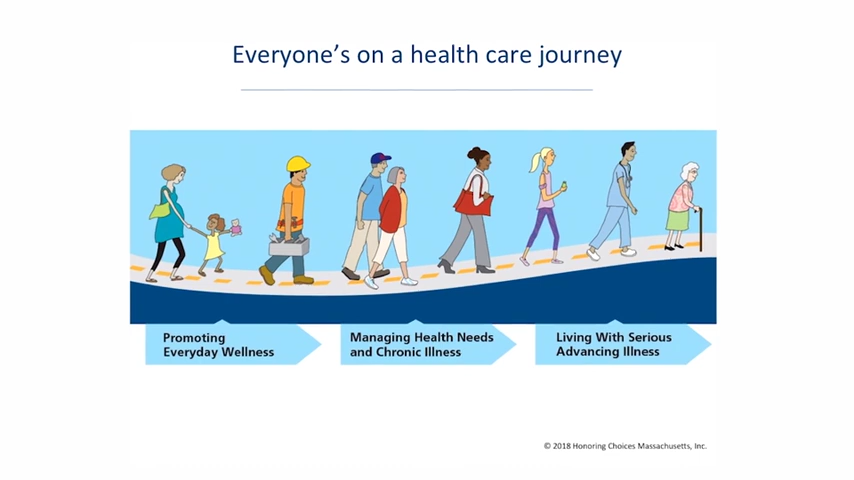 Everyone’s on a health care journey
Promoting
Everyday Wellness
Managing Health Needs
and Chronic Illness
Living With Serious
Advancing Illness
© 2018 Honoring Choices Massachusetts, Inc.